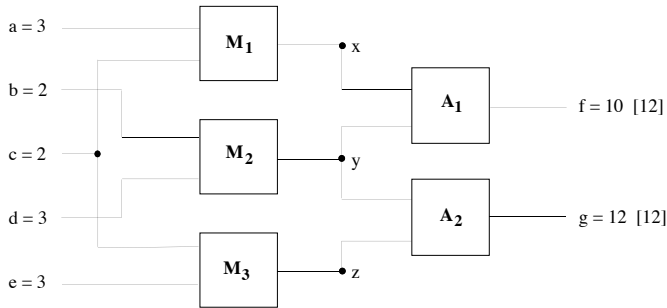 a = 3
M1
x
b = 2
A1
f = 10 [12]
c = 2
M2
y
d = 3
A2
g = 12 [12]
e = 3
M3
z